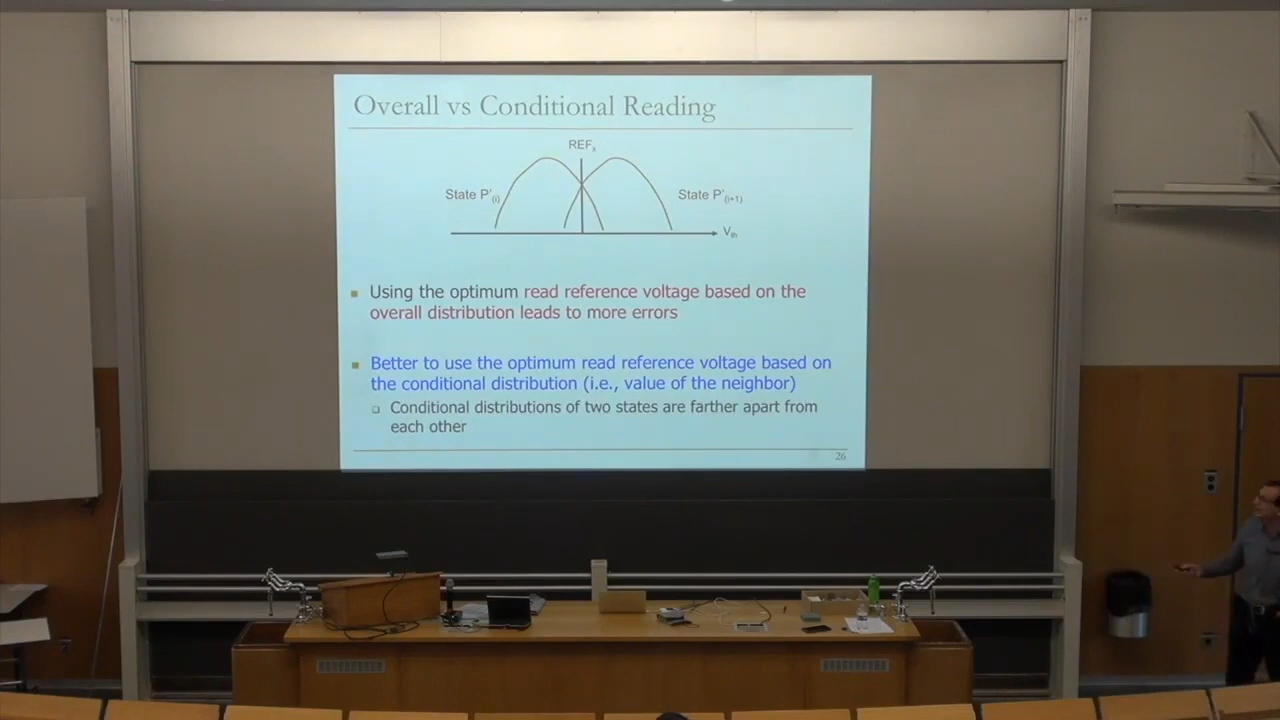 Overall vs Conditional Reading
REFx
State P'(i)
State P'(i+1)
Vth
Using the optimum read reference voltage based on the
overall distribution leads to more errors
Better to use the optimum read reference voltage based on
the conditional distribution (i.e., value of the neighbor)
Conditional distributions of two states are farther apart from
each other
26